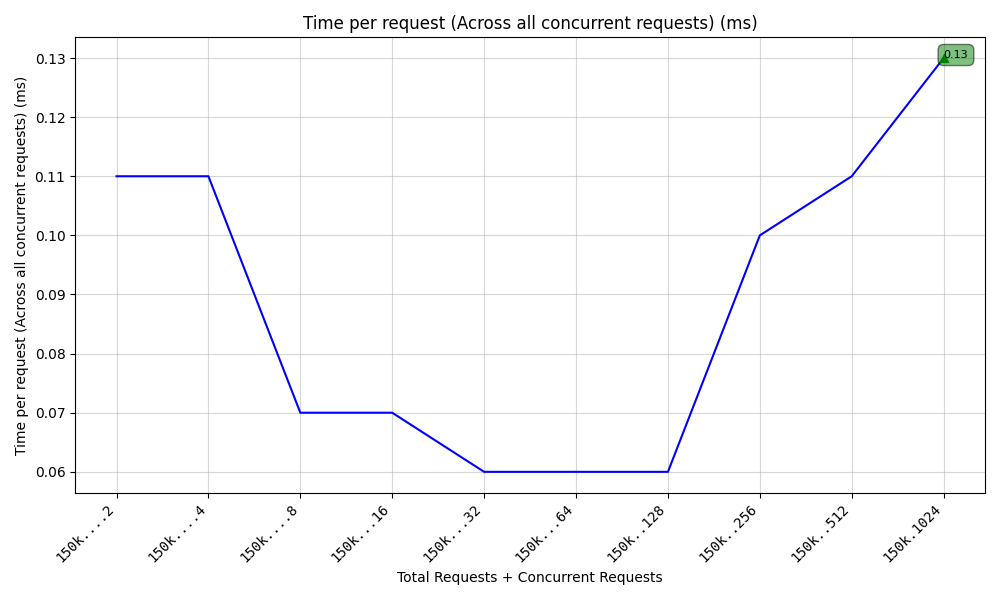 Time per request (Across all concurrent requests) (ms)
Time per request (Across all concurrent requests) (ms)
0.13
0.12
0.11
0.10
0.09
0.08
0.07
0.06
0.13
150k....2
150k....4
150k....8
150k...16
150k...32
150k...64
150k..128
150k..256
150k..512
150k.1024
Total Requests + Concurrent Requests